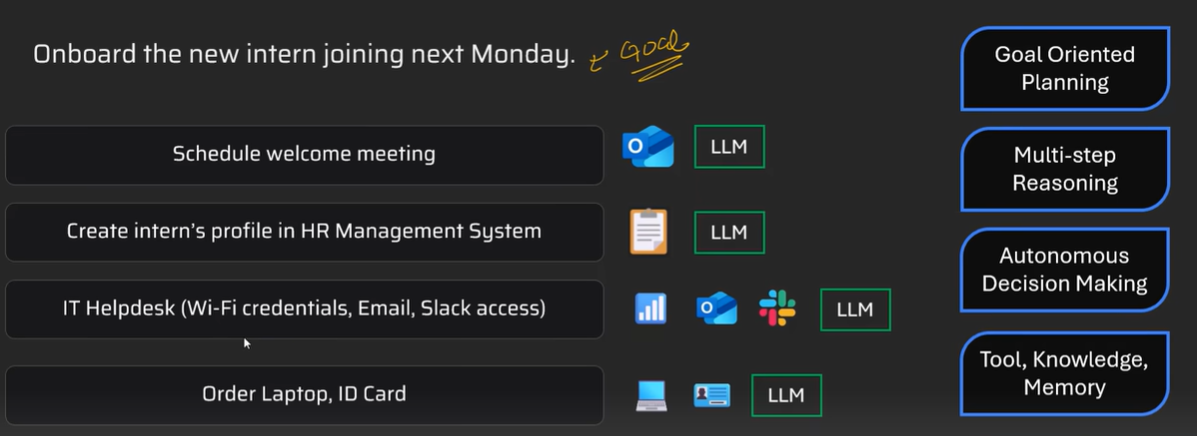 Onboard the new intern joining next Monday.
Goal
Schedule welcome meeting
LLM
Create intern's profile in HR Management System
LLM
IT Helpdesk (Wi-Fi credentials, Email, Slack access)
LLM
Order Laptop, ID Card
LLM
Goal Oriented
Planning
Multi-step
Reasoning
Autonomous
Decision Making
Tool, Knowledge,
Memory